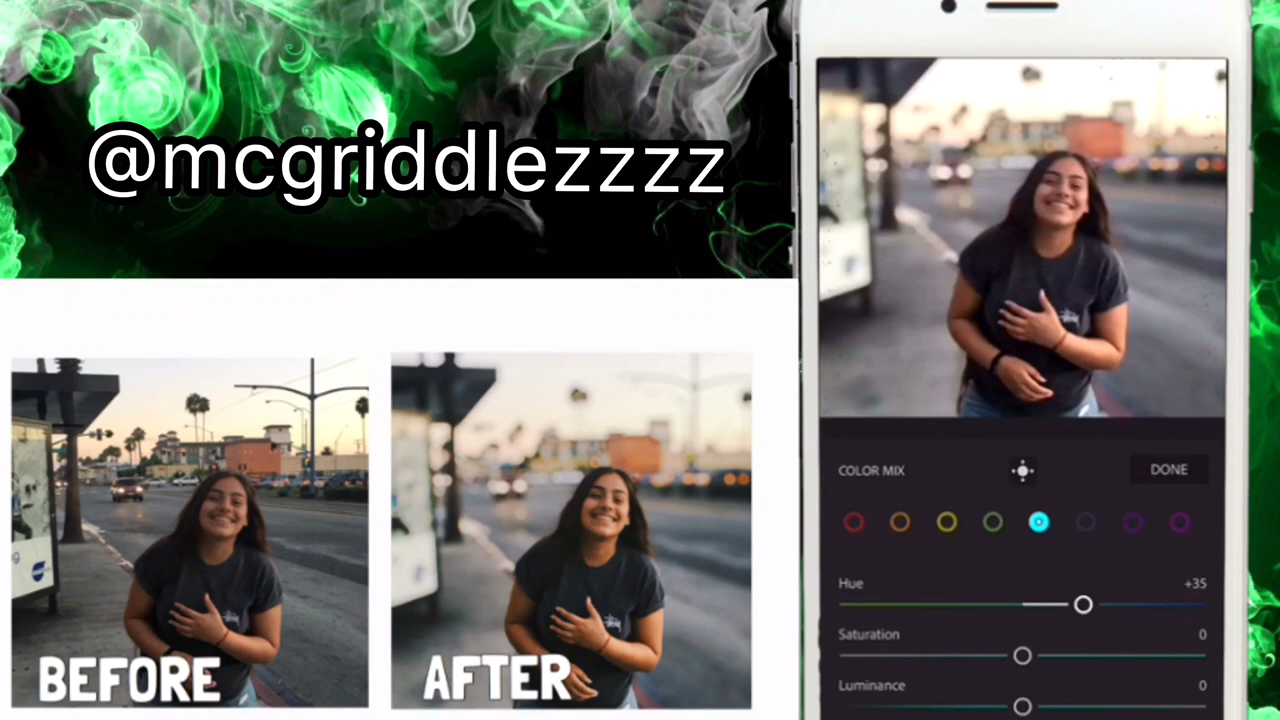 @mcgriddlezzzz
BEFORE
AFTER
COLOR MIX
DONE
Hue +35
Saturation 0
Luminance 0